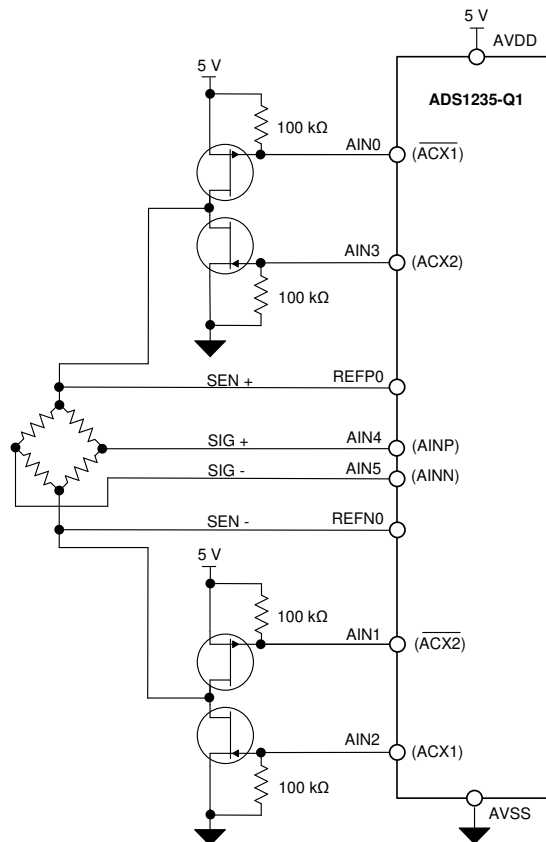 5 V
AVDD
5 V
ADS1235-Q1
100 kΩ
AIN0
(ACX1)
AIN3
(ACX2)
100 kΩ
SEN +
REFP0
SIG +
AIN4
(AINP)
SIG -
AIN5
(AINN)
SEN -
REFN0
5 V
100 kΩ
AIN1
(ACX2)
AIN2
(ACX1)
100 kΩ
AVSS